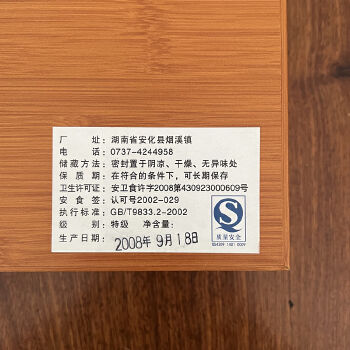 厂　　址：湖南省安化县烟溪镇
电　　话：0737-4244958
储藏方法：密封置于阴凉、干燥、无异味处
保 质 期：在符合的条件下，可长期保存
卫生许可证：安卫食许字2008第430923000609号
安 食 签：认可号2002-029
执行标准：GB/T9833.2-2002
级　　别：特级　净含量：
生产日期：2008年9月18日
质量安全